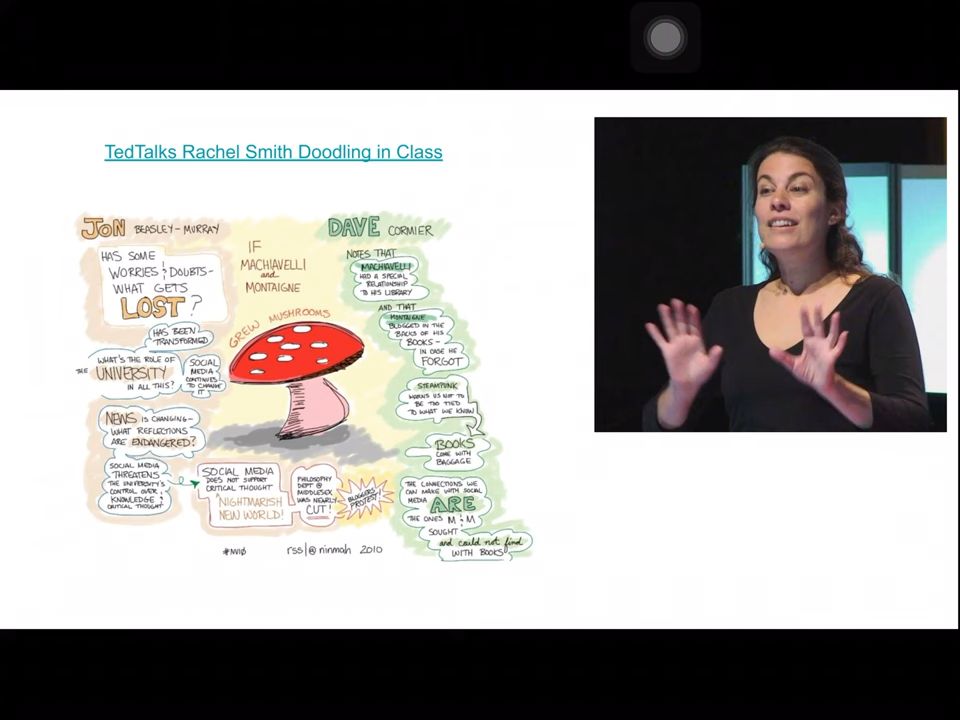 TedTalks Rachel Smith Doodling in Class
JON BEASLEY-MURRAY
HAS SOME
WORRIES & DOUBTS-
WHAT GETS
LOST?
HAS BEEN
TRANSFORMED
WHAT'S THE ROLE OF
THE UNIVERSITY
IN ALL THIS?
SOCIAL
MEDIA
CONTINUES
TO CHANGE
IT
NEWS IS CHANGING-
WHAT REFLECTIONS
ARE ENDANGERED?
SOCIAL MEDIA
THREATENS
THE UNIVERSITY'S
CONTROL OVER
KNOWLEDGE &
CRITICAL THOUGHT
SOCIAL MEDIA
DOES NOT SUPPORT
CRITICAL THOUGHT
NIGHTMARISH
NEW WORLD!
PHILOSOPHY
DEPT @
MIDDLESEX
WAS NEARLY
CUT!
BLOGGERS
PROTEST
IF
MACHIAVELLI
and
MONTAIGNE
GREW MUSHROOMS
DAVE CORMIER
NOTES THAT
MACHIAVELLI
HAD A SPECIAL
RELATIONSHIP
TO HIS LIBRARY
AND THAT
MONTAIGNE
BLOGGED IN THE
BACKS OF HIS
BOOKS-
IN CASE HE
FORGOT
STEAMPUNK
WARNS US NOT TO
BE TOO TIED
TO WHAT WE KNOW
BOOKS
COME WITH
BAGGAGE
THE CONNECTIONS WE
CAN MAKE WITH SOCIAL
MEDIA ARE
THE ONES M & M
SOUGHT
and could not find
WITH BOOKS
#NV10 rss|@ninmah 2010